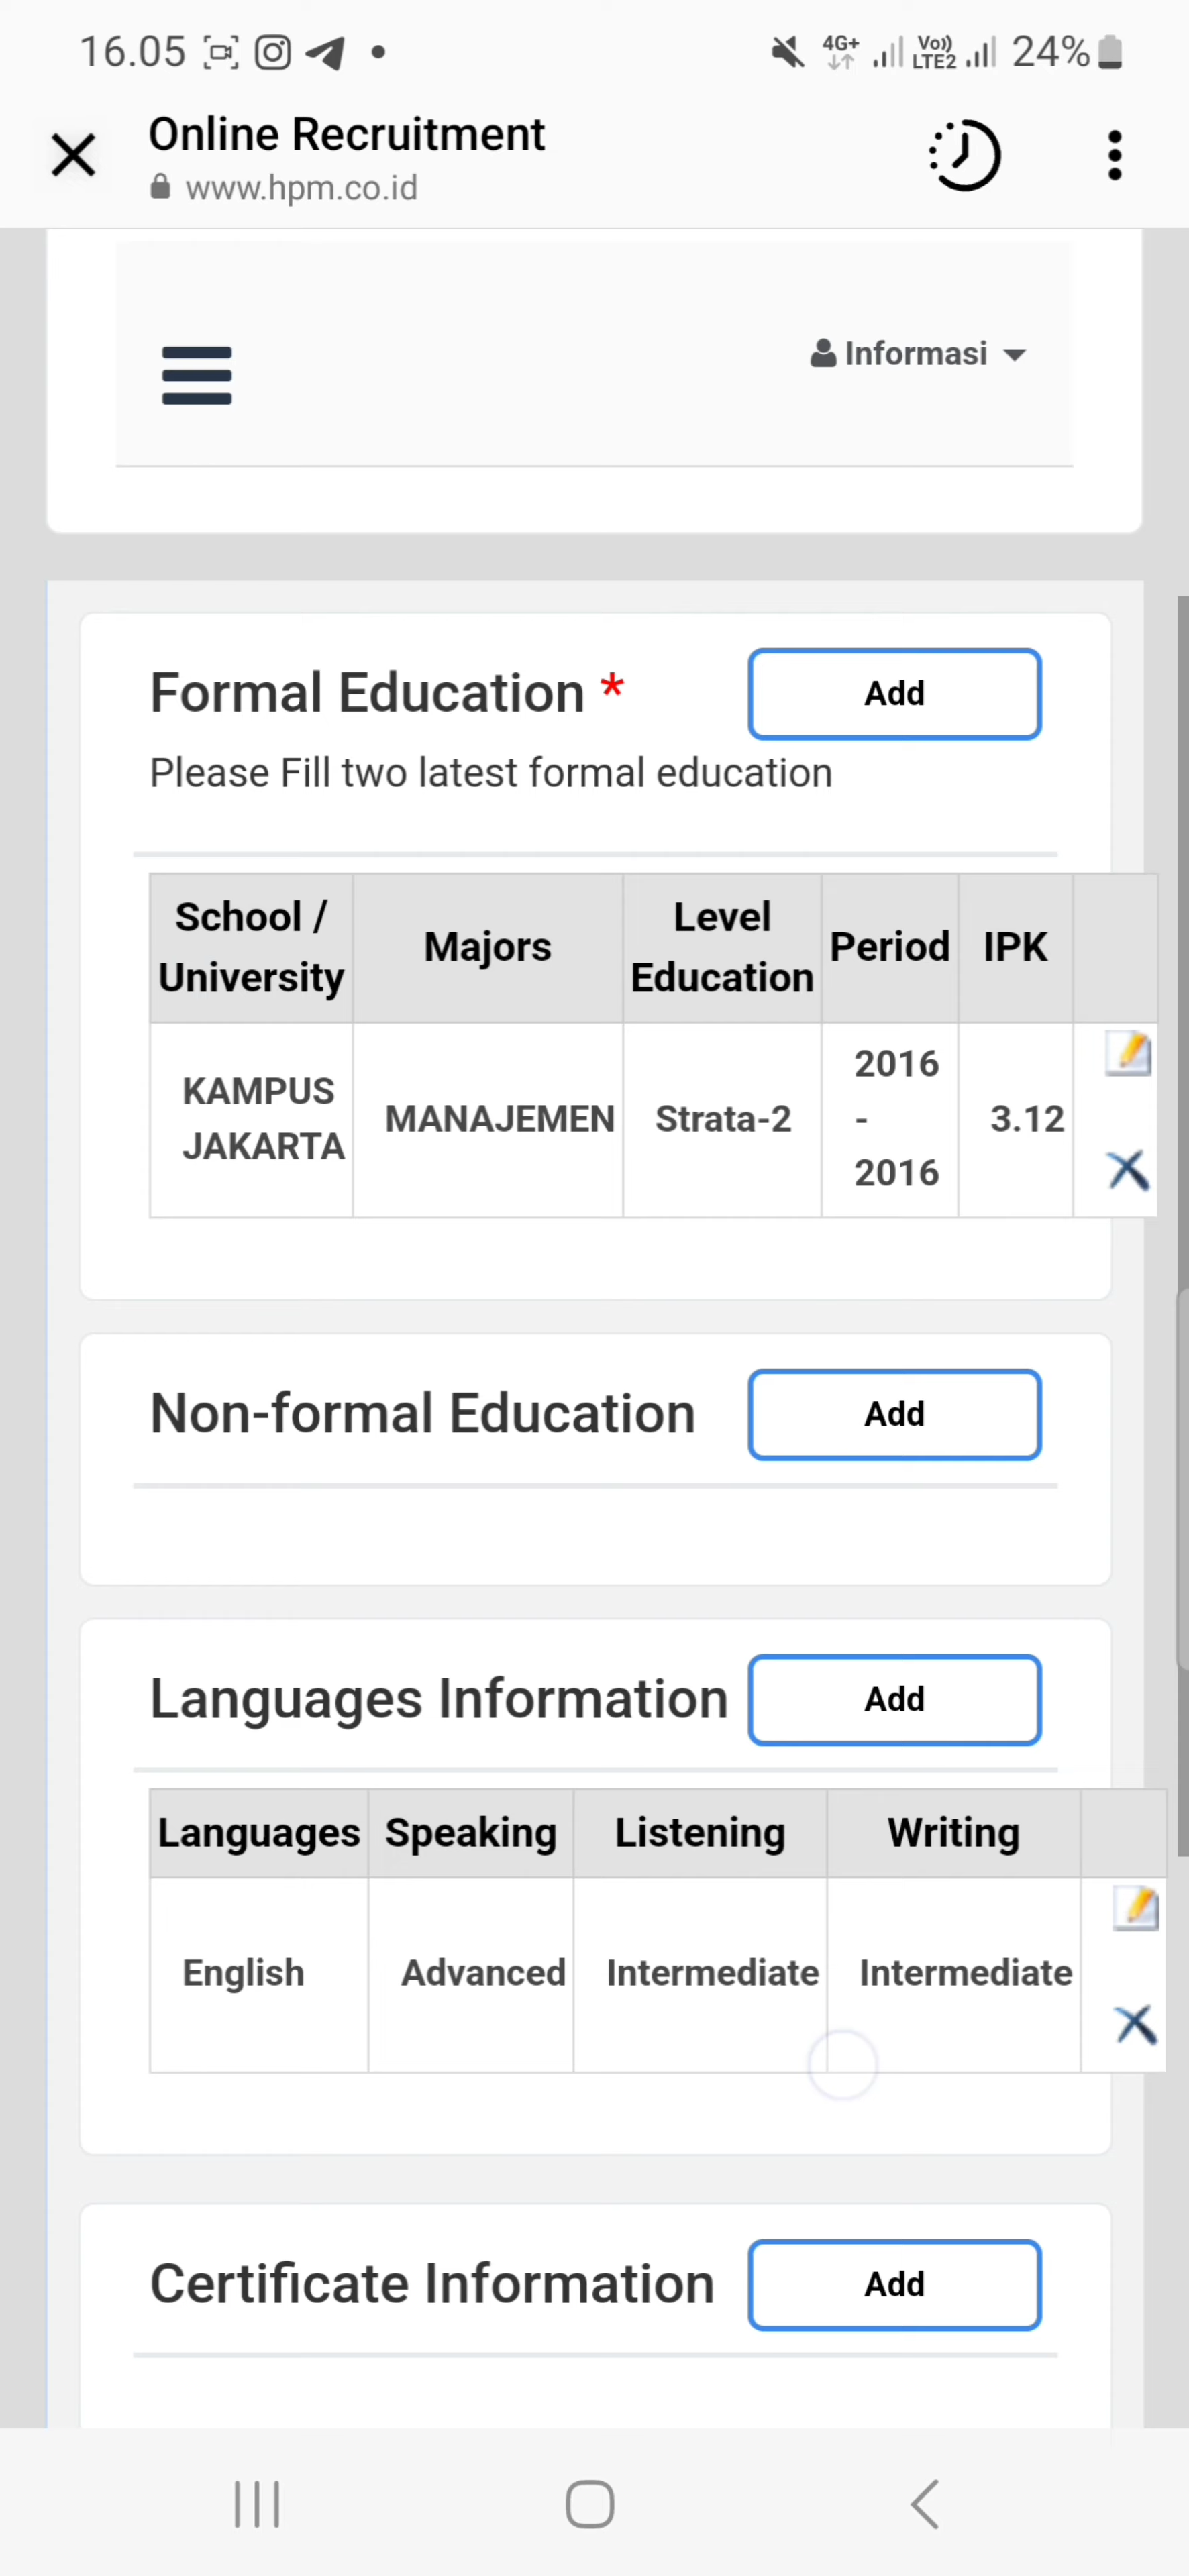 16.05
4G+
Vo))
LTE2
24%
Online Recruitment
www.hpm.co.id
Informasi
Formal Education *
Add
Please Fill two latest formal education
School / University
Majors
Level Education
Period
IPK
KAMPUS JAKARTA
MANAJEMEN
Strata-2
2016 - 2016
3.12
Non-formal Education
Add
Languages Information
Add
Languages
Speaking
Listening
Writing
English
Advanced
Intermediate
Intermediate
Certificate Information
Add